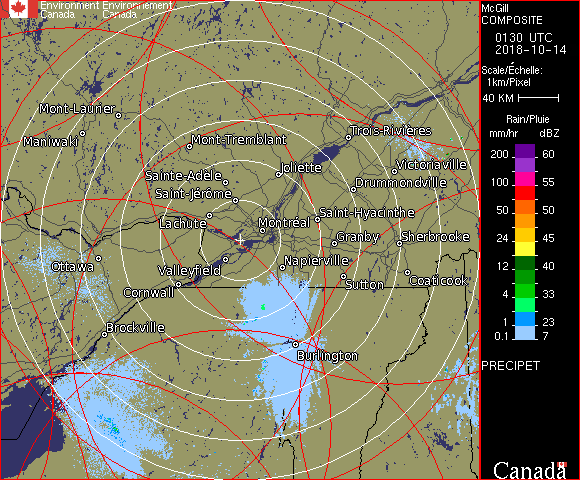 Environment Environnement
Canada Canada
McGill
COMPOSITE
0130 UTC
2018-10-14
Scale/Échelle:
1km/Pixel
40 KM
Rain/Pluie
mm/hr dBZ
200 60
100 55
50 50
24 45
12 40
4 33
1 23
0.1 7
PRECIPET
Canada
Mont-Laurier
Maniwaki
Mont-Tremblant
Trois-Rivières
Sainte-Adèle
Joliette
Victoriaville
Saint-Jérôme
Drummondville
Lachute
Montréal
Saint-Hyacinthe
Granby
Sherbrooke
Ottawa
Valleyfield
Napierville
Cornwall
Sutton
Coaticook
Brockville
Burlington